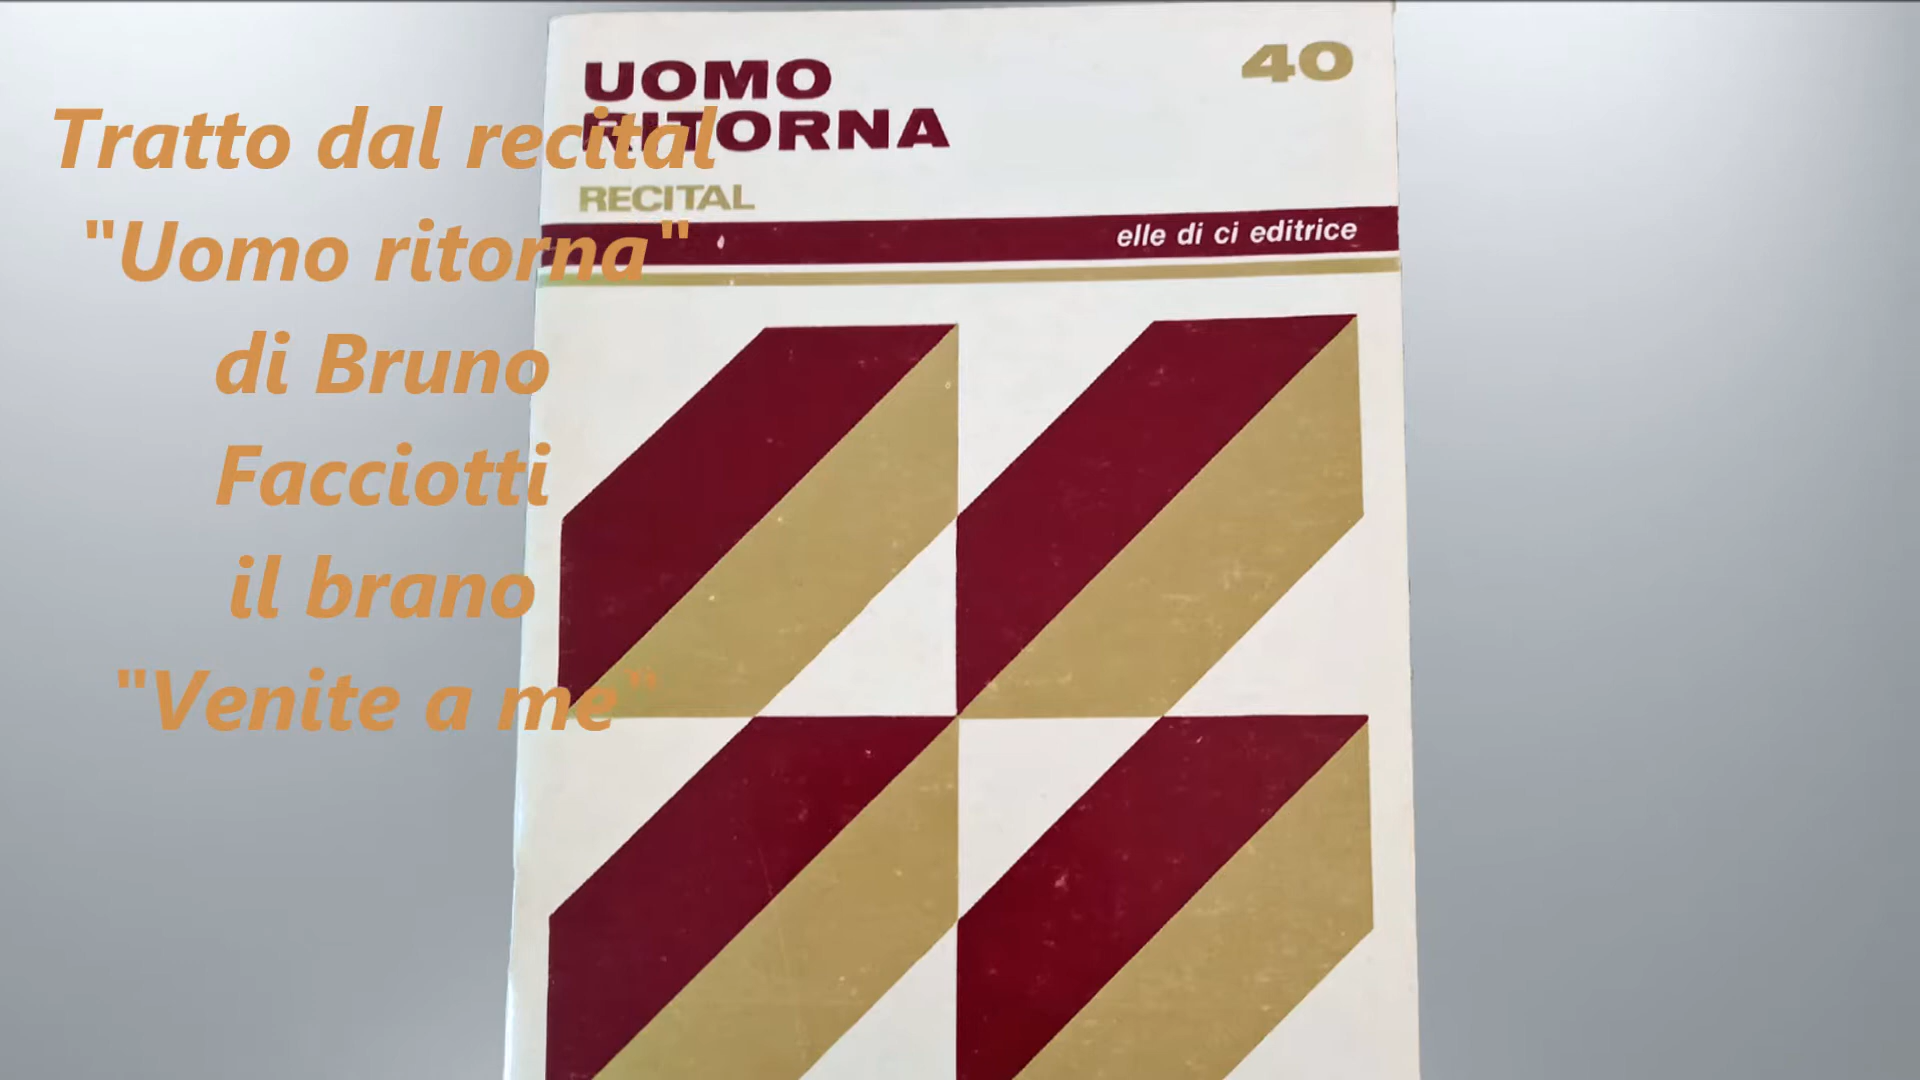 UOMO
RITORNA
40
RECITAL
elle di ci editrice
Tratto dal recital
"Uomo ritorna"
di Bruno
Facciotti
il brano
"Venite a me"